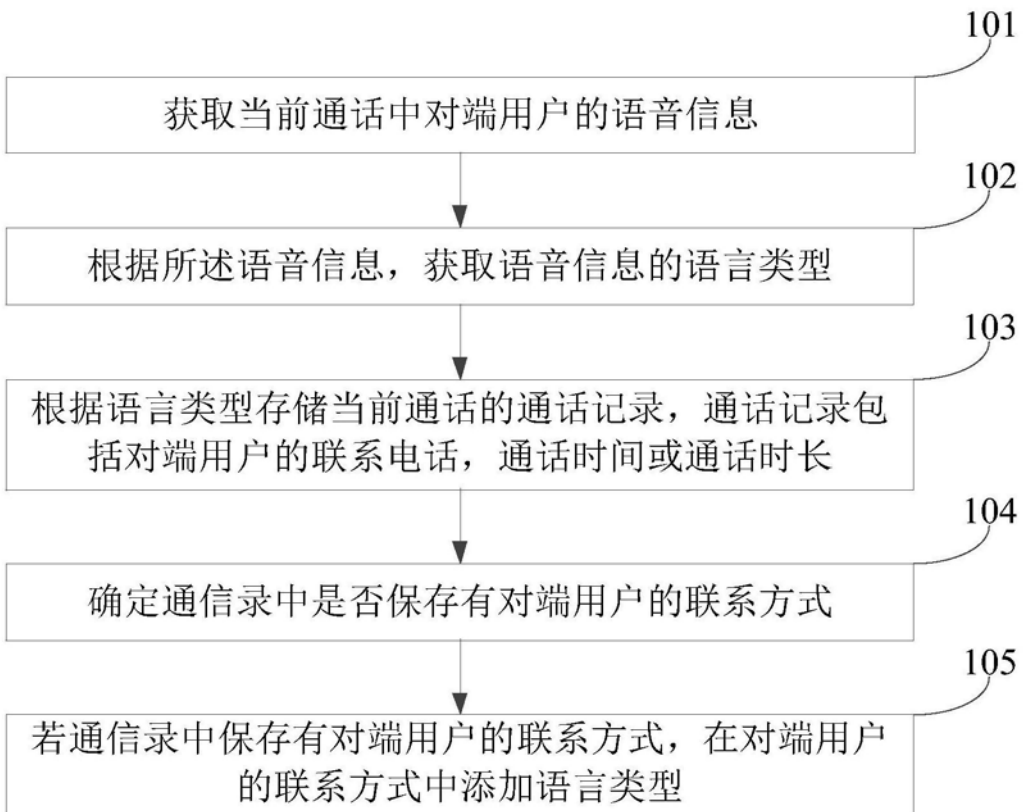 101
获取当前通话中对端用户的语音信息
102
根据所述语音信息，获取语音信息的语言类型
103
根据语言类型存储当前通话的通话记录，通话记录包
括对端用户的联系电话，通话时间或通话时长
104
确定通信录中是否保存有对端用户的联系方式
105
若通信录中保存有对端用户的联系方式，在对端用户
的联系方式中添加语言类型